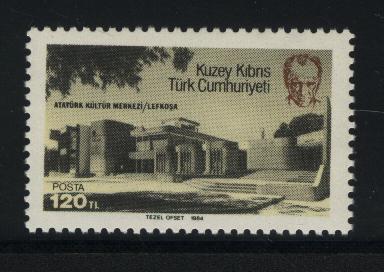 Kuzey Kıbrıs
Türk Cumhuriyeti
ATATÜRK KÜLTÜR MERKEZİ/LEFKOŞA
POSTA
120 TL
TEZEL OFSET 1984